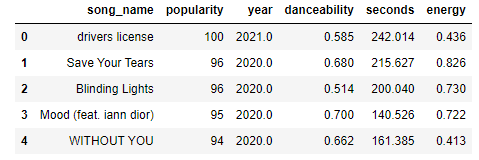 song_name popularity year danceability seconds energy
0 drivers license 100 2021.0 0.585 242.014 0.436
1 Save Your Tears 96 2020.0 0.680 215.627 0.826
2 Blinding Lights 96 2020.0 0.514 200.040 0.730
3 Mood (feat. iann dior) 95 2020.0 0.700 140.526 0.722
4 WITHOUT YOU 94 2020.0 0.662 161.385 0.413